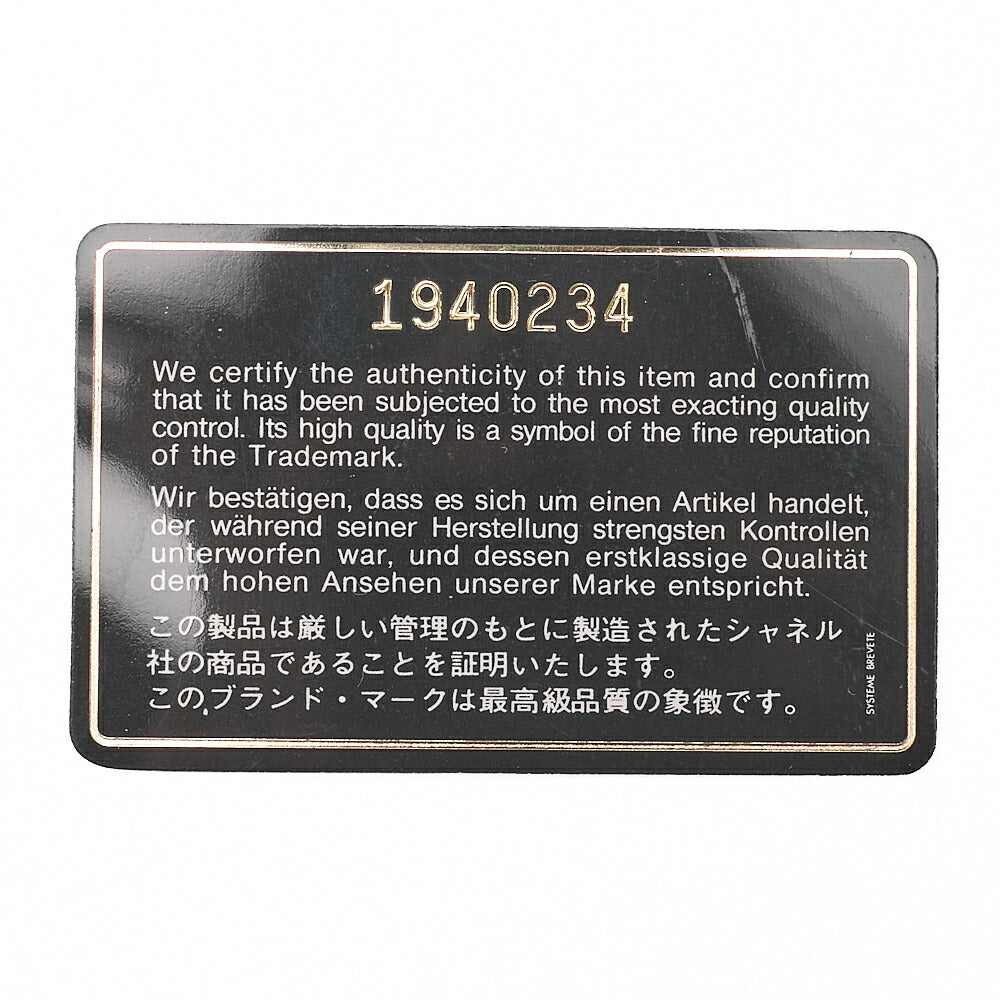 1940234
We certify the authenticity of this item and confirm
that it has been subjected to the most exacting quality
control. Its high quality is a symbol of the fine reputation
of the Trademark.
Wir bestätigen, dass es sich um einen Artikel handelt,
der während seiner Herstellung strengsten Kontrollen
unterworfen war, und dessen erstklassige Qualität
dem hohen Ansehen unserer Marke entspricht.
この製品は厳しい管理のもとに製造されたシャネル
社の商品であることを証明いたします。
このブランド・マークは最高級品質の象徴です。
SYSTEME BREVETE